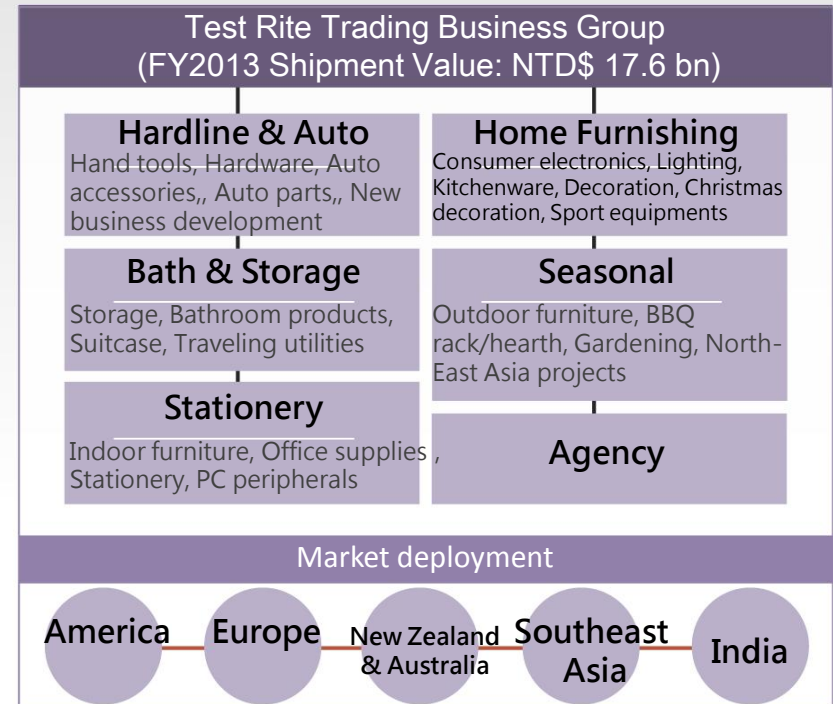 Test Rite Trading Business Group
(FY2013 Shipment Value: NTD$ 17.6 bn)
Hardline & Auto
Hand tools, Hardware, Auto
accessories,, Auto parts,, New
business development
Home Furnishing
Consumer electronics, Lighting,
Kitchenware, Decoration, Christmas
decoration, Sport equipments
Bath & Storage
Storage, Bathroom products,
Suitcase, Traveling utilities
Seasonal
Outdoor furniture, BBQ
rack/hearth, Gardening, North-
East Asia projects
Stationery
Indoor furniture, Office supplies ,
Stationery, PC peripherals
Agency
Market deployment
America
Europe
New Zealand
& Australia
Southeast
Asia
India